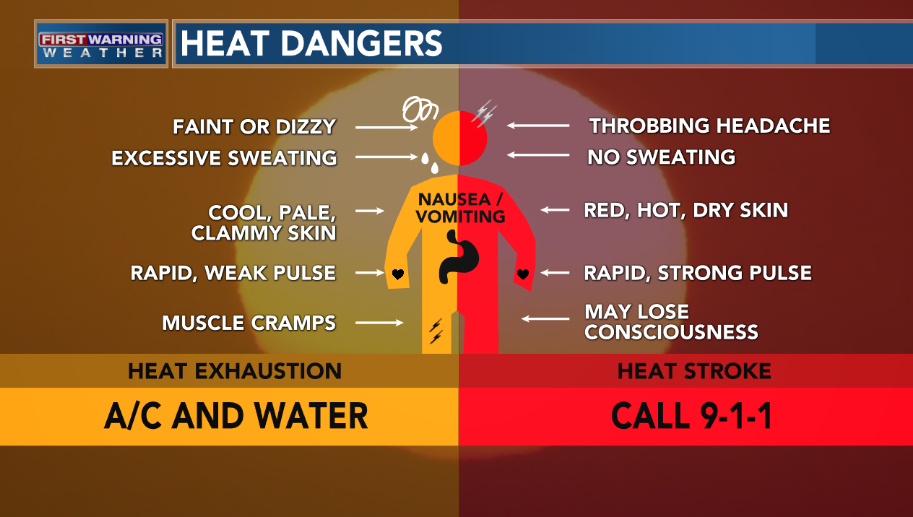 FIRST WARNING
WEATHER
HEAT DANGERS
FAINT OR DIZZY
EXCESSIVE SWEATING
COOL, PALE,
CLAMMY SKIN
RAPID, WEAK PULSE
MUSCLE CRAMPS
NAUSEA /
VOMITING
THROBBING HEADACHE
NO SWEATING
RED, HOT, DRY SKIN
RAPID, STRONG PULSE
MAY LOSE
CONSCIOUSNESS
HEAT EXHAUSTION
A/C AND WATER
HEAT STROKE
CALL 9-1-1